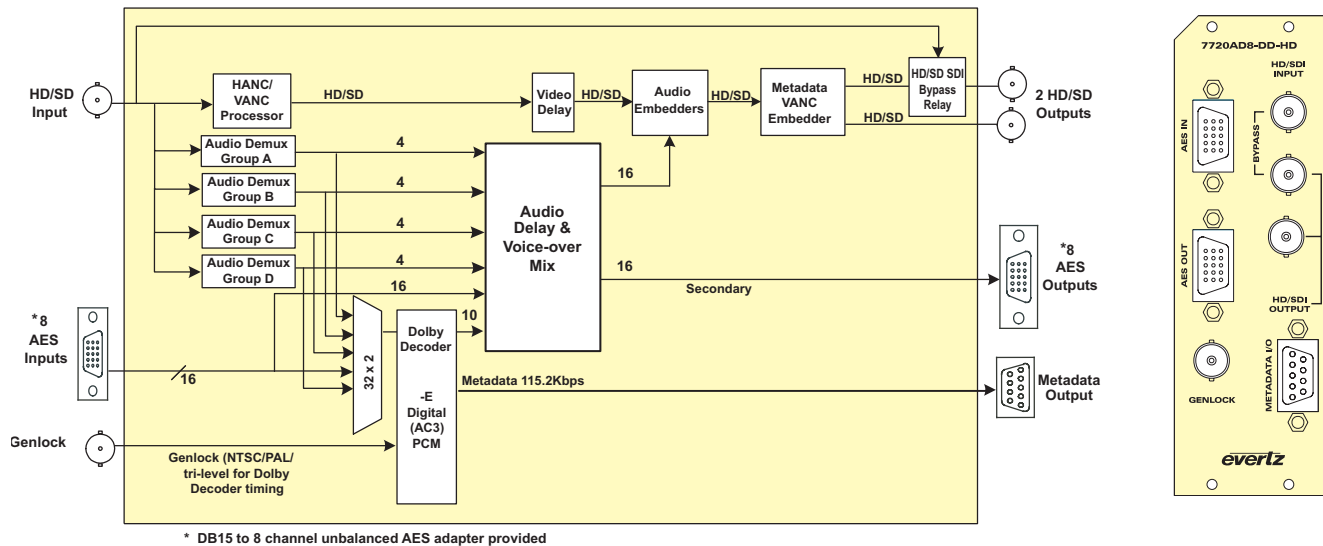 HD/SD
Input
HANC/
VANC
Processor
HD/SD
Video
Delay
HD/SD
Audio
Embedders
HD/SD
Metadata
VANC
Embedder
HD/SD
HD/SD
HD/SD SDI
Bypass
Relay
2 HD/SD
Outputs
Audio Demux
Group A
4
Audio Demux
Group B
4
Audio Demux
Group C
4
Audio Demux
Group D
4
16
10
Audio
Delay &
Voice-over
Mix
16
16
Secondary
*8
AES
Outputs
*8
AES
Inputs
16
32 x 2
Dolby
Decoder
-E
Digital
(AC3)
PCM
Metadata 115.2Kbps
Metadata
Output
Genlock
Genlock (NTSC/PAL/
tri-level for Dolby
Decoder timing
* DB15 to 8 channel unbalanced AES adapter provided
7720AD8-DD-HD
HD/SDI
INPUT
AES IN
BYPASS
AES OUT
HD/SDI
OUTPUT
METADATA I/O
GENLOCK
evertz